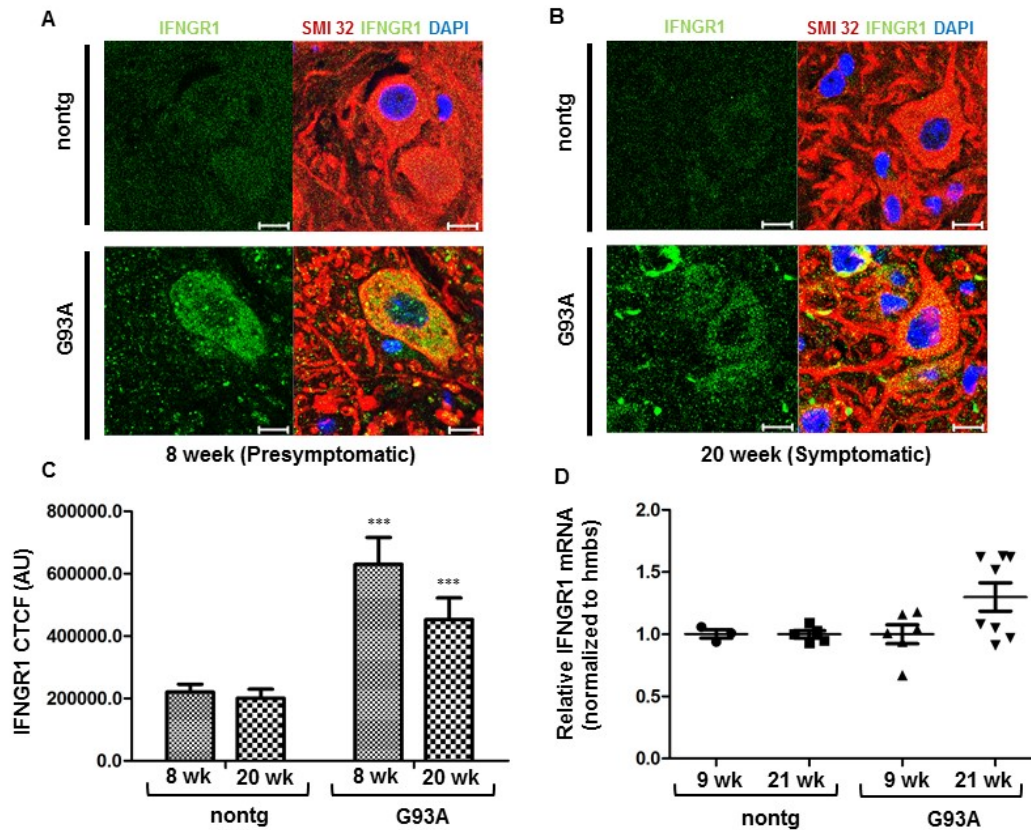 A
IFNGR1
SMI 32 IFNGR1 DAPI
nontg
G93A
8 week (Presymptomatic)
B
IFNGR1
SMI 32 IFNGR1 DAPI
nontg
G93A
20 week (Symptomatic)
C
IFNGR1 CTCF (AU)
800000.0
600000.0
400000.0
200000.0
0.0
***
***
8 wk 20 wk 8 wk 20 wk
nontg G93A
D
Relative IFNGR1 mRNA
(normalized to hmbs)
2.0
1.5
1.0
0.5
0.0
9 wk 21 wk 9 wk 21 wk
nontg G93A